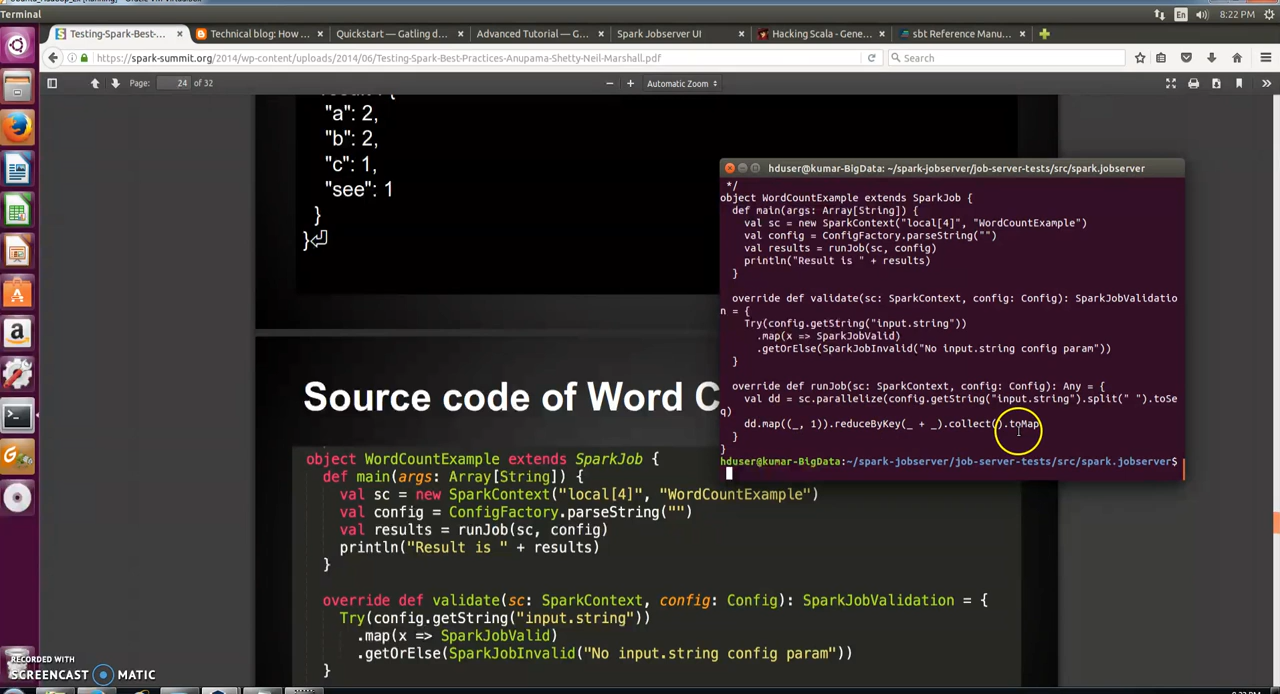 Terminal
En
8:22 PM
Testing-Spark-Best-...
Technical blog: How ...
Quickstart — Gatling d...
Advanced Tutorial — G...
Spark Jobserver UI
Hacking Scala - Gene...
sbt Reference Manu...
https://spark-summit.org/2014/wp-content/uploads/2014/06/Testing-Spark-Best-Practices-Anupama-Shetty-Neil-Marshall.pdf
Search
Page: 24 of 32
Automatic Zoom
"a": 2,
"b": 2,
"c": 1,
"see": 1
}
}
Source code of Word C
object WordCountExample extends SparkJob {
def main(args: Array[String]) {
val sc = new SparkContext("local[4]", "WordCountExample")
val config = ConfigFactory.parseString("")
val results = runJob(sc, config)
println("Result is " + results)
}
override def validate(sc: SparkContext, config: Config): SparkJobValidation = {
Try(config.getString("input.string"))
.map(x => SparkJobValid)
.getOrElse(SparkJobInvalid("No input.string config param"))
}
hduser@kumar-BigData: ~/spark-jobserver/job-server-tests/src/spark.jobserver
*/
object WordCountExample extends SparkJob {
def main(args: Array[String]) {
val sc = new SparkContext("local[4]", "WordCountExample")
val config = ConfigFactory.parseString("")
val results = runJob(sc, config)
println("Result is " + results)
}
override def validate(sc: SparkContext, config: Config): SparkJobValidatio
n = {
Try(config.getString("input.string"))
.map(x => SparkJobValid)
.getOrElse(SparkJobInvalid("No input.string config param"))
}
override def runJob(sc: SparkContext, config: Config): Any = {
val dd = sc.parallelize(config.getString("input.string").split(" ").toSe
q)
dd.map((_, 1)).reduceByKey(_ + _).collect().toMap
}
}
hduser@kumar-BigData:~/spark-jobserver/job-server-tests/src/spark.jobserver$
RECORDED WITH
SCREENCAST MATIC